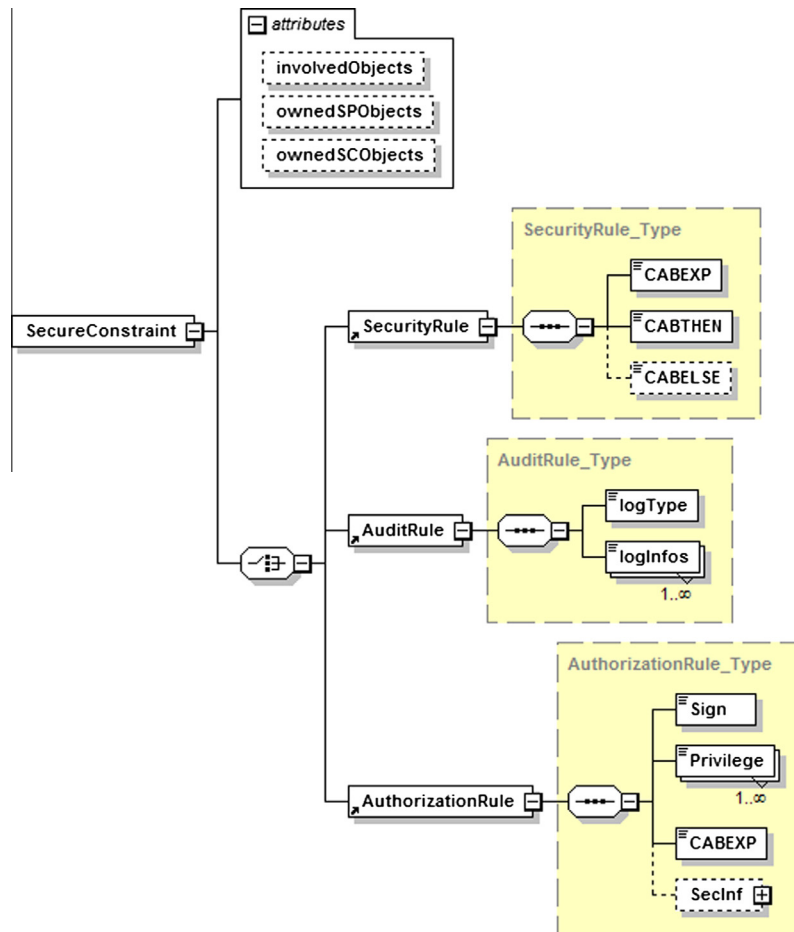 attributes
involvedObjects
ownedSPObjects
ownedSCObjects
SecureConstraint
SecurityRule_Type
SecurityRule
CABEXP
CABTHEN
CABELSE
AuditRule_Type
AuditRule
logType
logInfos
1..∞
AuthorizationRule_Type
AuthorizationRule
Sign
Privilege
1..∞
CABEXP
SecInf